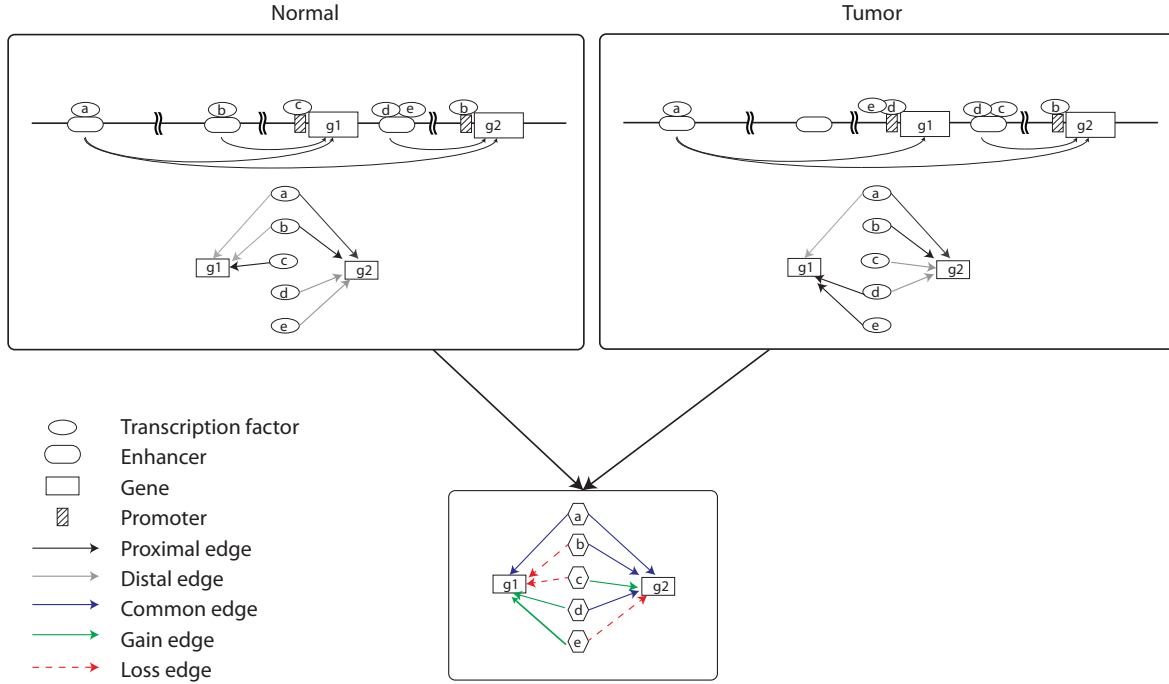 Normal
Tumor
a
b
c
g1
d
e
b
g2
a
b
c
d
e
g1
g2
a
e
d
g1
d
c
b
g2
a
b
c
d
e
g1
g2
Transcription factor
Enhancer
Gene
Promoter
Proximal edge
Distal edge
Common edge
Gain edge
Loss edge
a
b
c
d
e
g1
g2